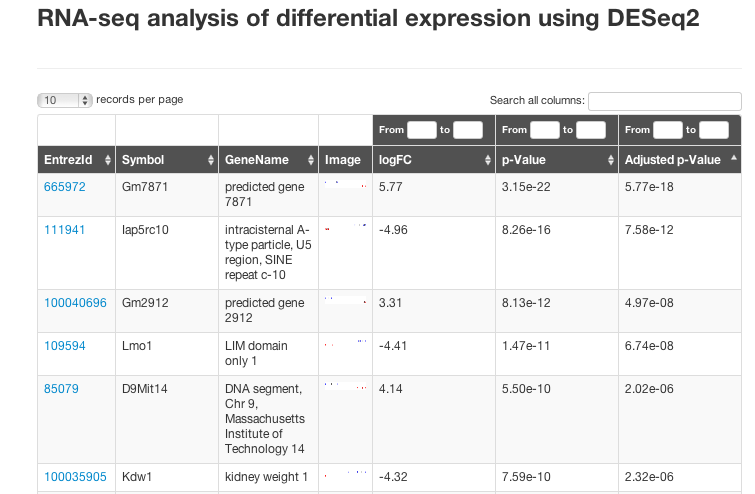 RNA-seq analysis of differential expression using DESeq2
10 records per page
Search all columns:
From to From to From to
EntrezId Symbol GeneName Image logFC p-Value Adjusted p-Value
665972 Gm7871 predicted gene 5.77 3.15e-22 5.77e-18
7871
111941 Iap5rc10 intracisternal A- -4.96 8.26e-16 7.58e-12
type particle, U5
region, SINE
repeat c-10
100040696 Gm2912 predicted gene 3.31 8.13e-12 4.97e-08
2912
109594 Lmo1 LIM domain -4.41 1.47e-11 6.74e-08
only 1
85079 D9Mit14 DNA segment, 4.14 5.50e-10 2.02e-06
Chr 9,
Massachusetts
Institute of
Technology 14
100035905 Kdw1 kidney weight 1 -4.32 7.59e-10 2.32e-06